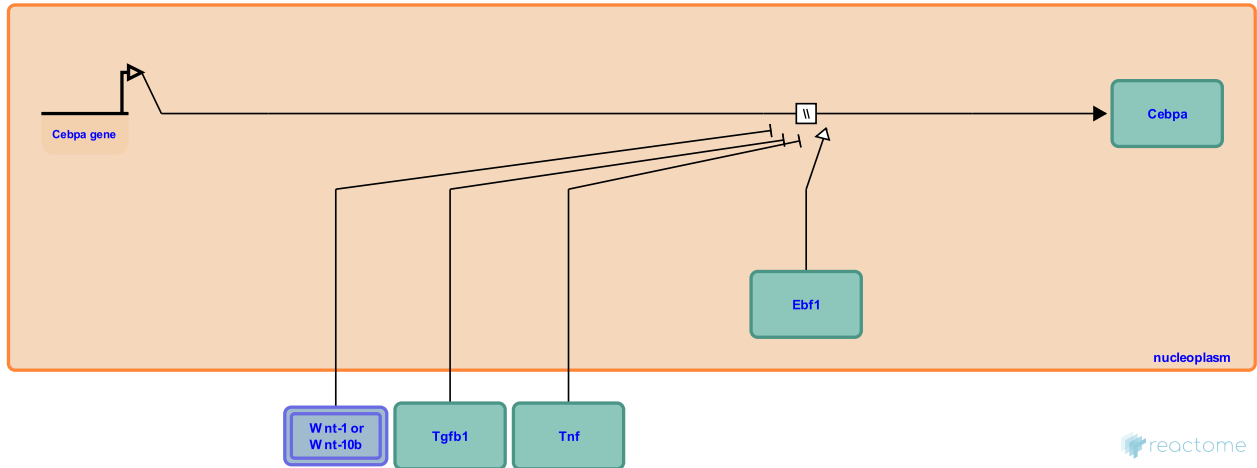 Cebpa gene
\\
Cebpa
Ebf1
nucleoplasm
Wnt-1 or
Wnt-10b
Tgfb1
Tnf
reactome